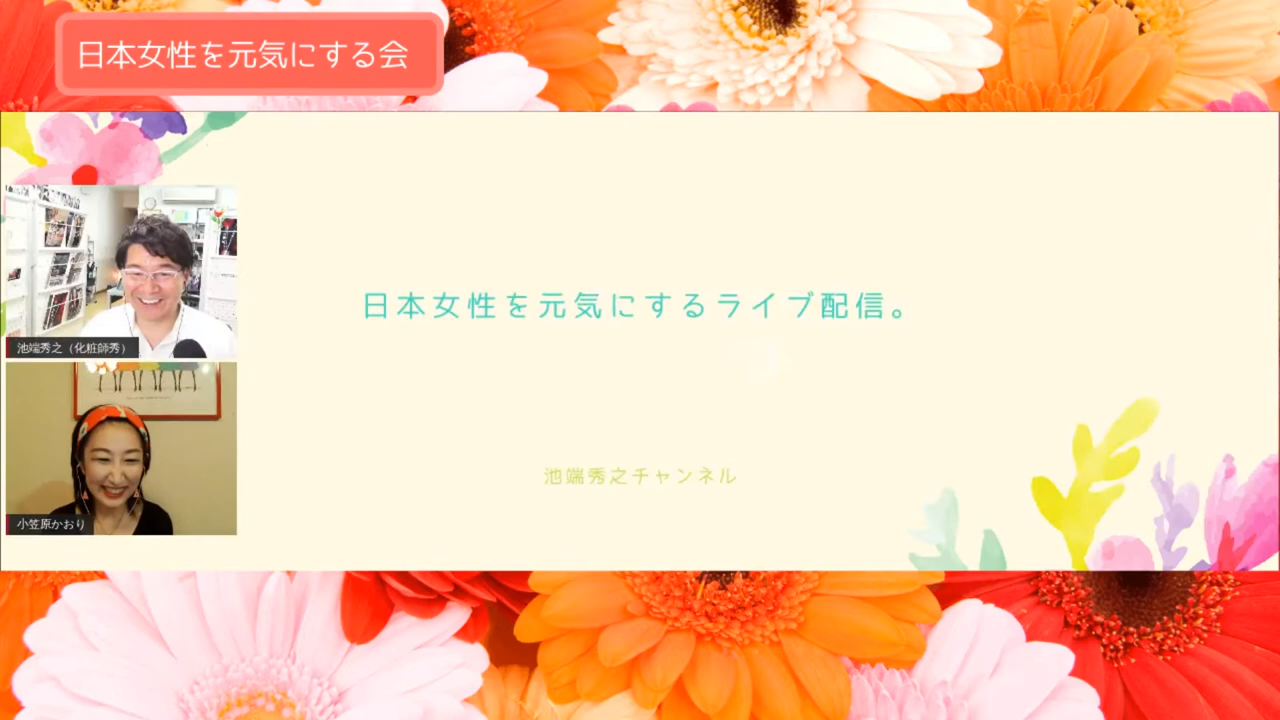 日本女性を元気にする会
日本女性を元気にするライブ配信。
池端秀之（化粧師秀）
池端秀之チャンネル
小笠原かおり